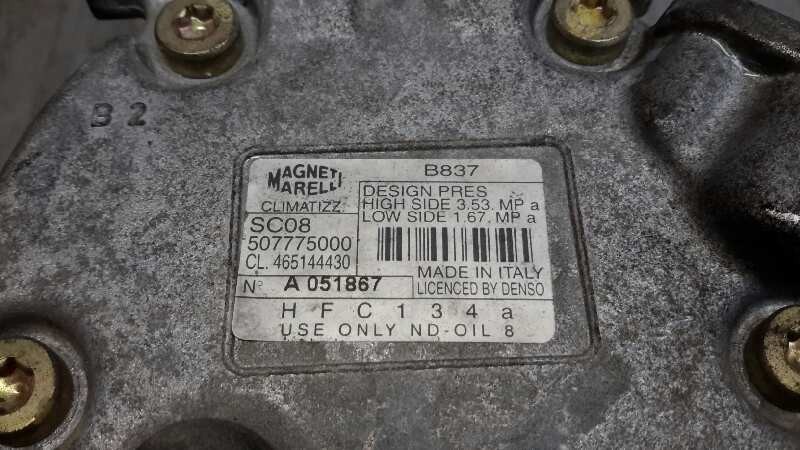 B 2
MAGNETI
MARELLI
CLIMATIZZ.
B837
DESIGN PRES
HIGH SIDE 3.53. MP a
LOW SIDE 1.67. MP a
SC08
507775000
CL. 465144430
MADE IN ITALY
LICENCED BY DENSO
N° A 051867
H F C 1 3 4 a
USE ONLY ND-OIL 8